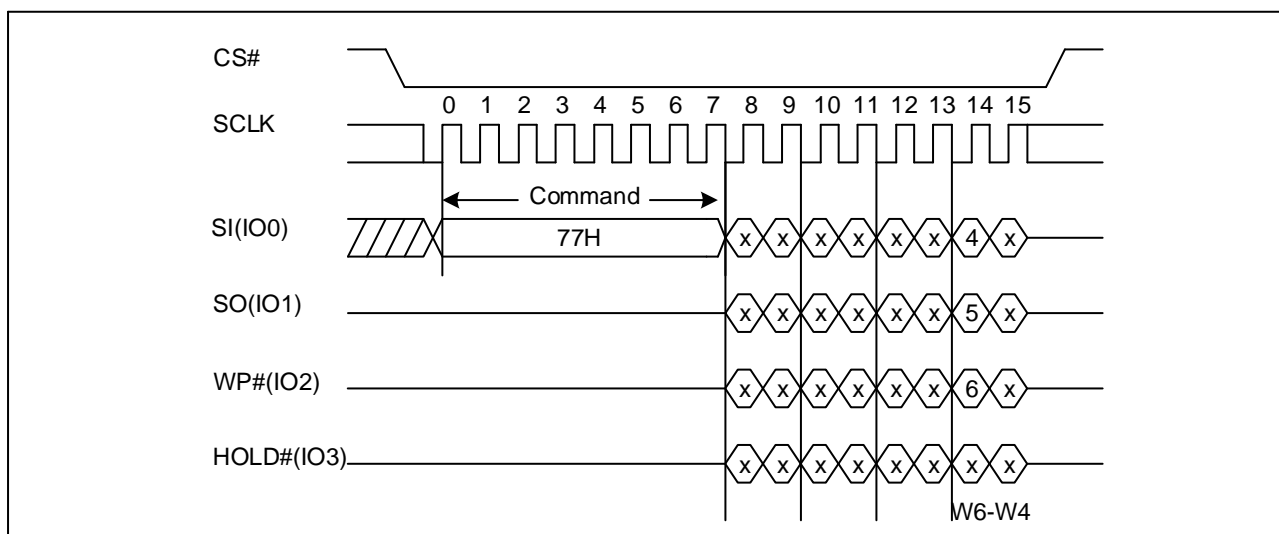 CS#
0 1 2 3 4 5 6 7 8 9 10 11 12 13 14 15
SCLK
Command
SI(IO0) 77H x x x x x x 4 x
SO(IO1) x x x x x x 5 x
WP#(IO2) x x x x x x 6 x
HOLD#(IO3) x x x x x x x x
W6-W4